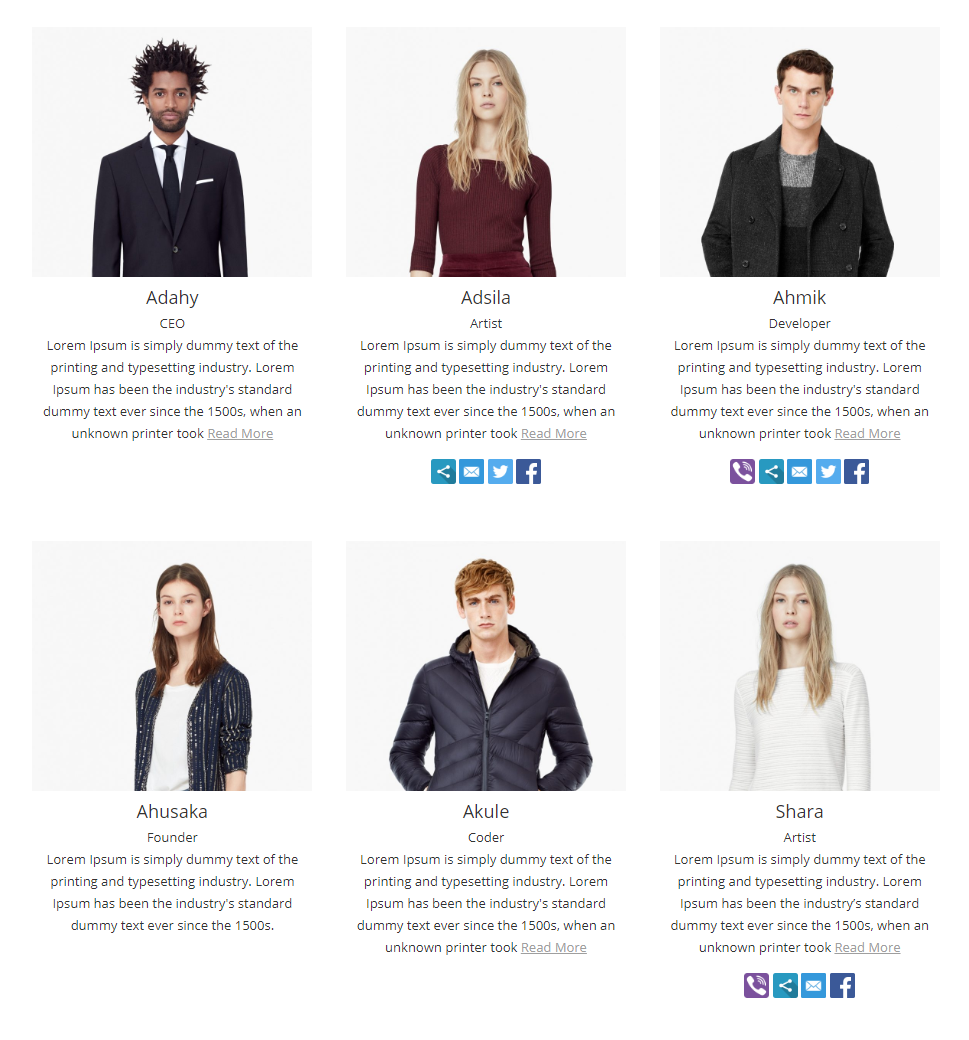 Adahy
CEO
Lorem Ipsum is simply dummy text of the
printing and typesetting industry. Lorem
Ipsum has been the industry's standard
dummy text ever since the 1500s, when an
unknown printer took Read More
Adsila
Artist
Lorem Ipsum is simply dummy text of the
printing and typesetting industry. Lorem
Ipsum has been the industry's standard
dummy text ever since the 1500s, when an
unknown printer took Read More
Ahmik
Developer
Lorem Ipsum is simply dummy text of the
printing and typesetting industry. Lorem
Ipsum has been the industry's standard
dummy text ever since the 1500s, when an
unknown printer took Read More
Ahusaka
Founder
Lorem Ipsum is simply dummy text of the
printing and typesetting industry. Lorem
Ipsum has been the industry's standard
dummy text ever since the 1500s.
Akule
Coder
Lorem Ipsum is simply dummy text of the
printing and typesetting industry. Lorem
Ipsum has been the industry's standard
dummy text ever since the 1500s, when an
unknown printer took Read More
Shara
Artist
Lorem Ipsum is simply dummy text of the
printing and typesetting industry. Lorem
Ipsum has been the industry’s standard
dummy text ever since the 1500s, when an
unknown printer took Read More